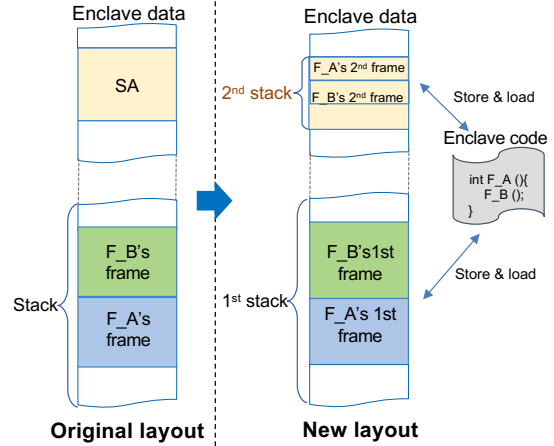 Enclave data
SA
F_B's
frame
F_A's
frame
Stack
Original layout
Enclave data
F_A's 2nd frame
F_B's 2nd frame
2nd stack
Store & load
Enclave code
int F_A (){
F_B ();
}
Store & load
F_B's1st
frame
F_A's 1st
frame
1st stack
New layout